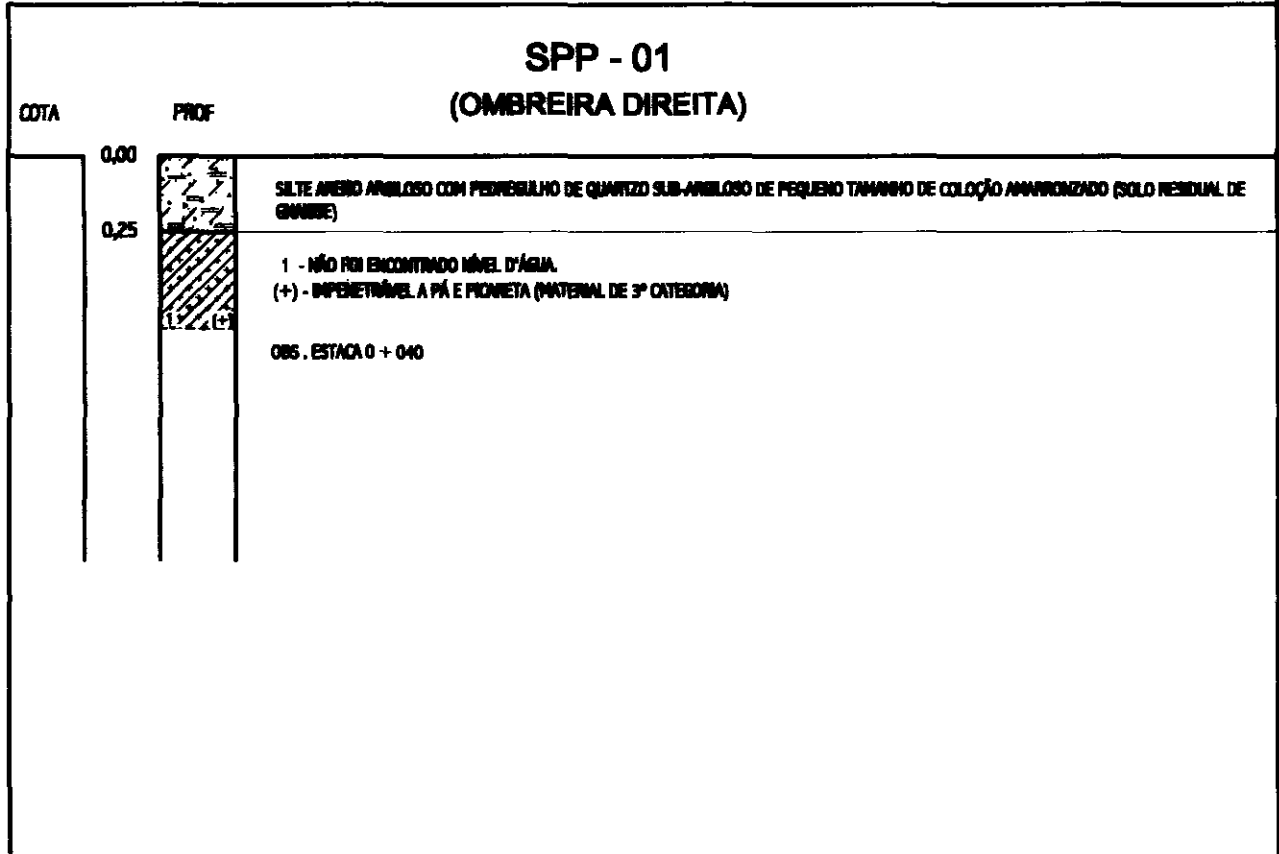 SPP - 01
(OMBREIRA DIREITA)
COTA PROF
0,00
SILTE ARENO ARGILOSO COM PEDREGULHO DE QUARTZO SUB-ARGILOSO DE PEQUENO TAMANHO DE COLOÇÃO AMARRONZADO (SOLO RESIDUAL DE
0,25
1 - NÃO FOI ENCONTRADO NÍVEL D'ÁGUA.
(+) - IMPENETRÁVEL A PÁ E PICARETA (MATERIAL DE 3ª CATEGORIA)
1 (+)
OBS . ESTACA 0 + 040